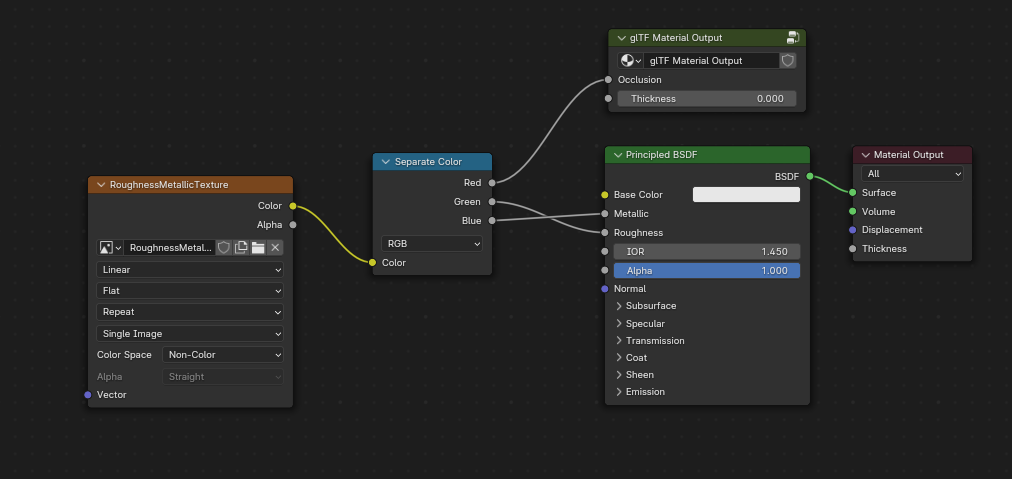 RoughnessMetallicTexture
Color
Alpha
RoughnessMetal...
Linear
Flat
Repeat
Single Image
Color Space Non-Color
Alpha Straight
Vector
Separate Color
Red
Green
Blue
RGB
Color
glTF Material Output
glTF Material Output
Occlusion
Thickness 0.000
Principled BSDF
BSDF
Base Color
Metallic
Roughness
IOR 1.450
Alpha 1.000
Normal
Subsurface
Specular
Transmission
Coat
Sheen
Emission
Material Output
All
Surface
Volume
Displacement
Thickness